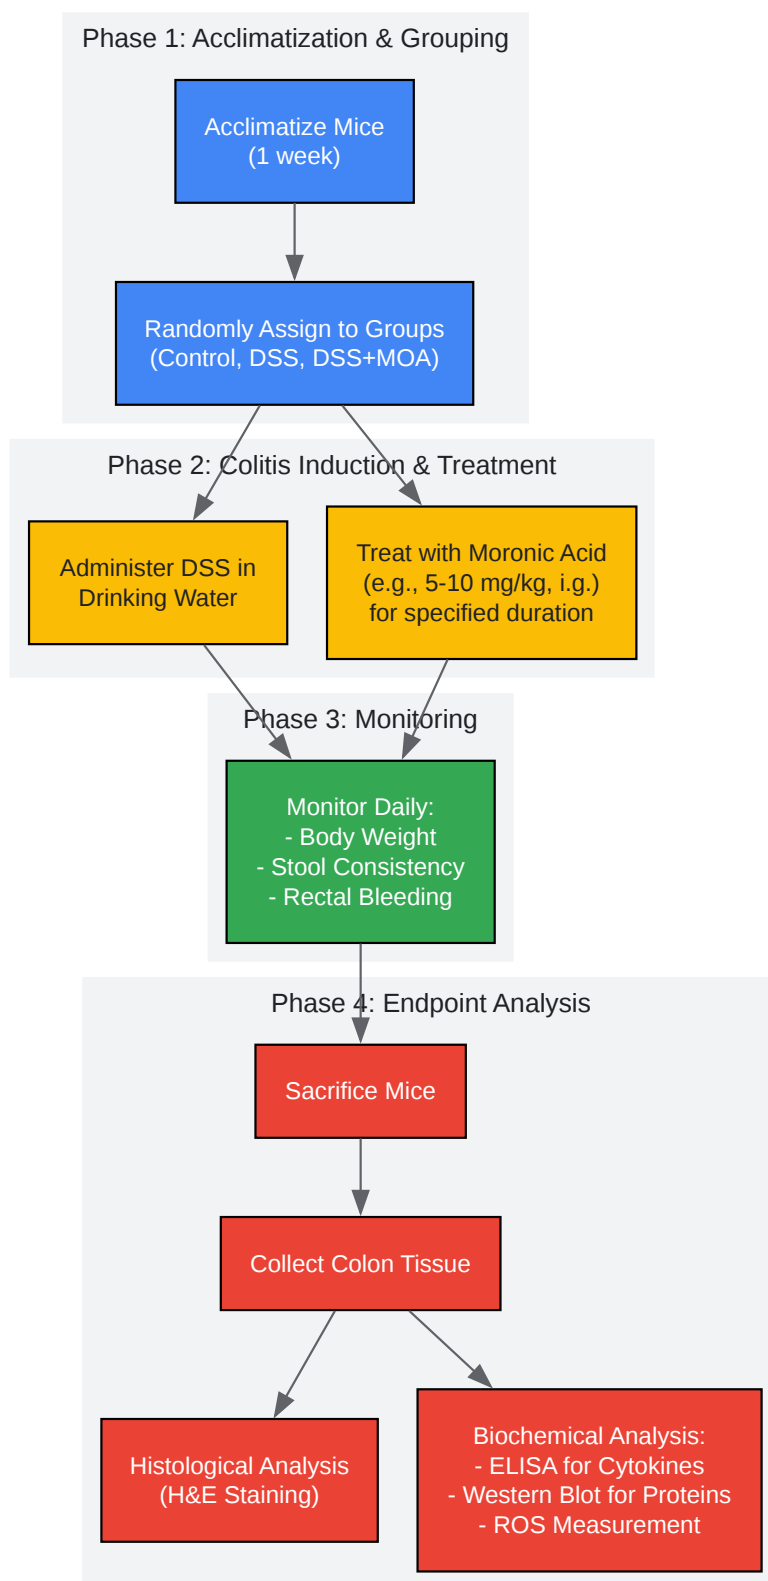 Phase 1: Acclimatization & Grouping
Acclimatize Mice
(1 week)
Randomly Assign to Groups
(Control, DSS, DSS+MOA)
Phase 2: Colitis Induction & Treatment
Administer DSS in
Drinking Water
Treat with Moronic Acid
(e.g., 5-10 mg/kg, i.g.)
for specified duration
Phase 3: Monitoring
Monitor Daily:
- Body Weight
- Stool Consistency
- Rectal Bleeding
Phase 4: Endpoint Analysis
Sacrifice Mice
Collect Colon Tissue
Histological Analysis
(H&E Staining)
Biochemical Analysis:
- ELISA for Cytokines
- Western Blot for Proteins
- ROS Measurement